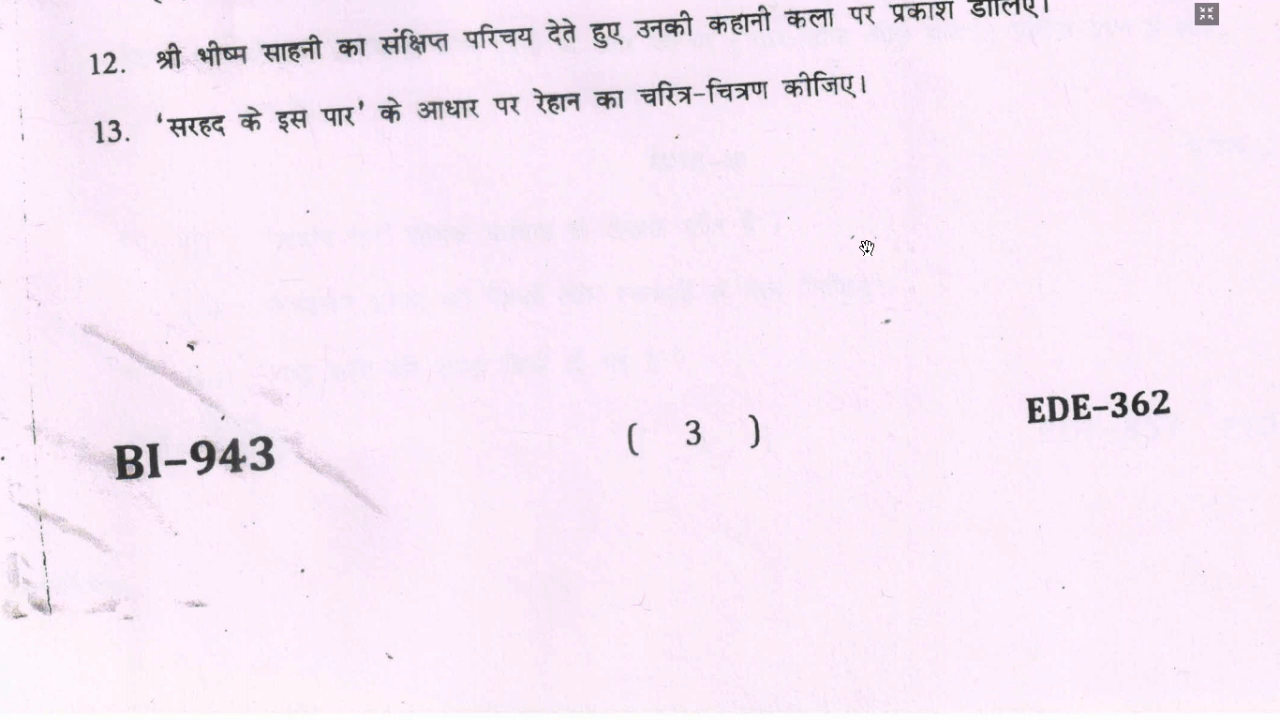 12. श्री भीष्म साहनी का संक्षिप्त परिचय देते हुए उनकी कहानी कला पर प्रकाश डालिए।
13. ‘सरहद के इस पार’ के आधार पर रेहान का चरित्र-चित्रण कीजिए।
BI-943 ( 3 ) EDE-362